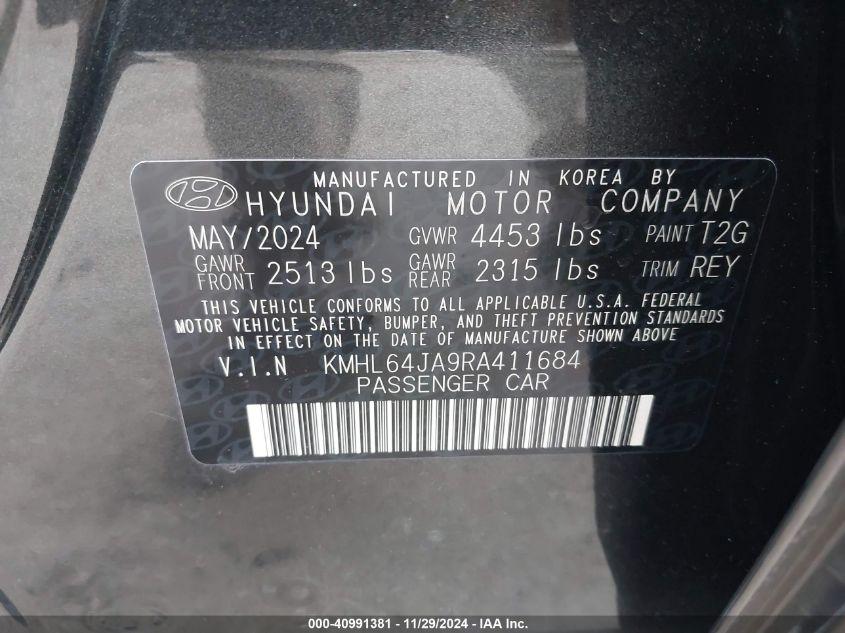 MANUFACTURED IN KOREA BY
HYUNDAI MOTOR COMPANY
MAY/2024 GVWR 4453 lbs PAINT T2G
GAWR FRONT 2513 lbs GAWR REAR 2315 lbs TRIM REY
THIS VEHICLE CONFORMS TO ALL APPLICABLE U.S.A. FEDERAL
MOTOR VEHICLE SAFETY, BUMPER, AND THEFT PREVENTION STANDARDS
IN EFFECT ON THE DATE OF MANUFACTURE SHOWN ABOVE
V.I.N KMHL64JA9RA411684
PASSENGER CAR
000-40991381 - 11/29/2024 - IAA Inc.